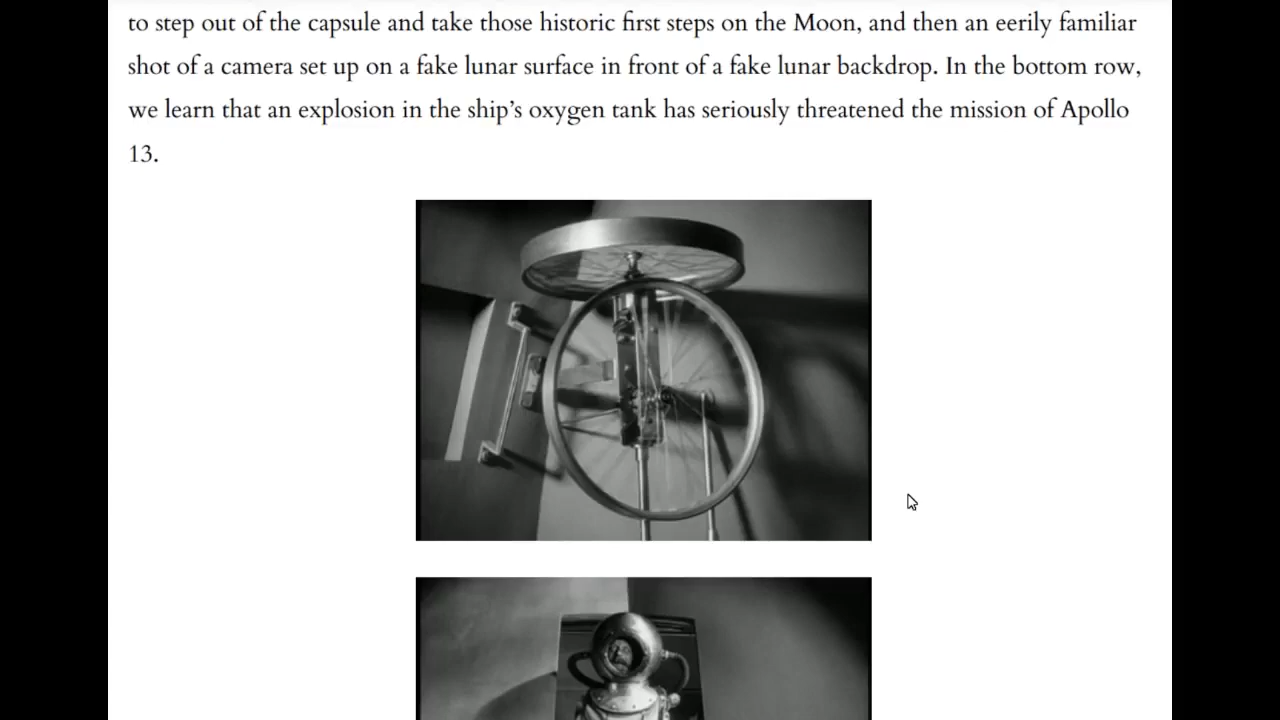 to step out of the capsule and take those historic first steps on the Moon, and then an eerily familiar
shot of a camera set up on a fake lunar surface in front of a fake lunar backdrop. In the bottom row,
we learn that an explosion in the ship’s oxygen tank has seriously threatened the mission of Apollo
13.